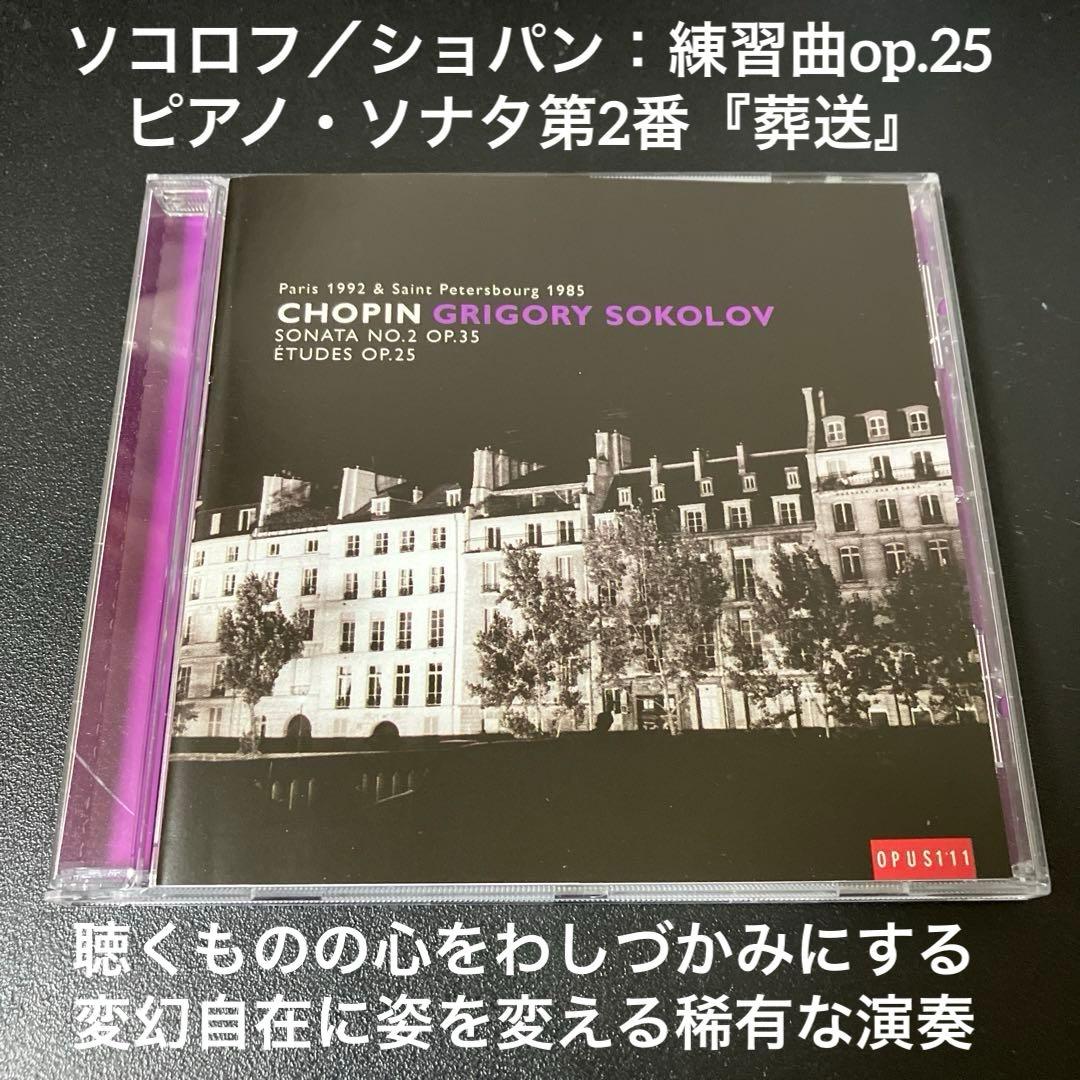 ソコロフ／ショパン：練習曲op.25
ピアノ・ソナタ第2番『葬送』
Paris 1992 & Saint Petersbourg 1985
CHOPIN GRIGORY SOKOLOV
SONATA NO.2 OP.35
ÉTUDES OP.25
OPUS111
聴くものの心をわしづかみにする
変幻自在に姿を変える稀有な演奏